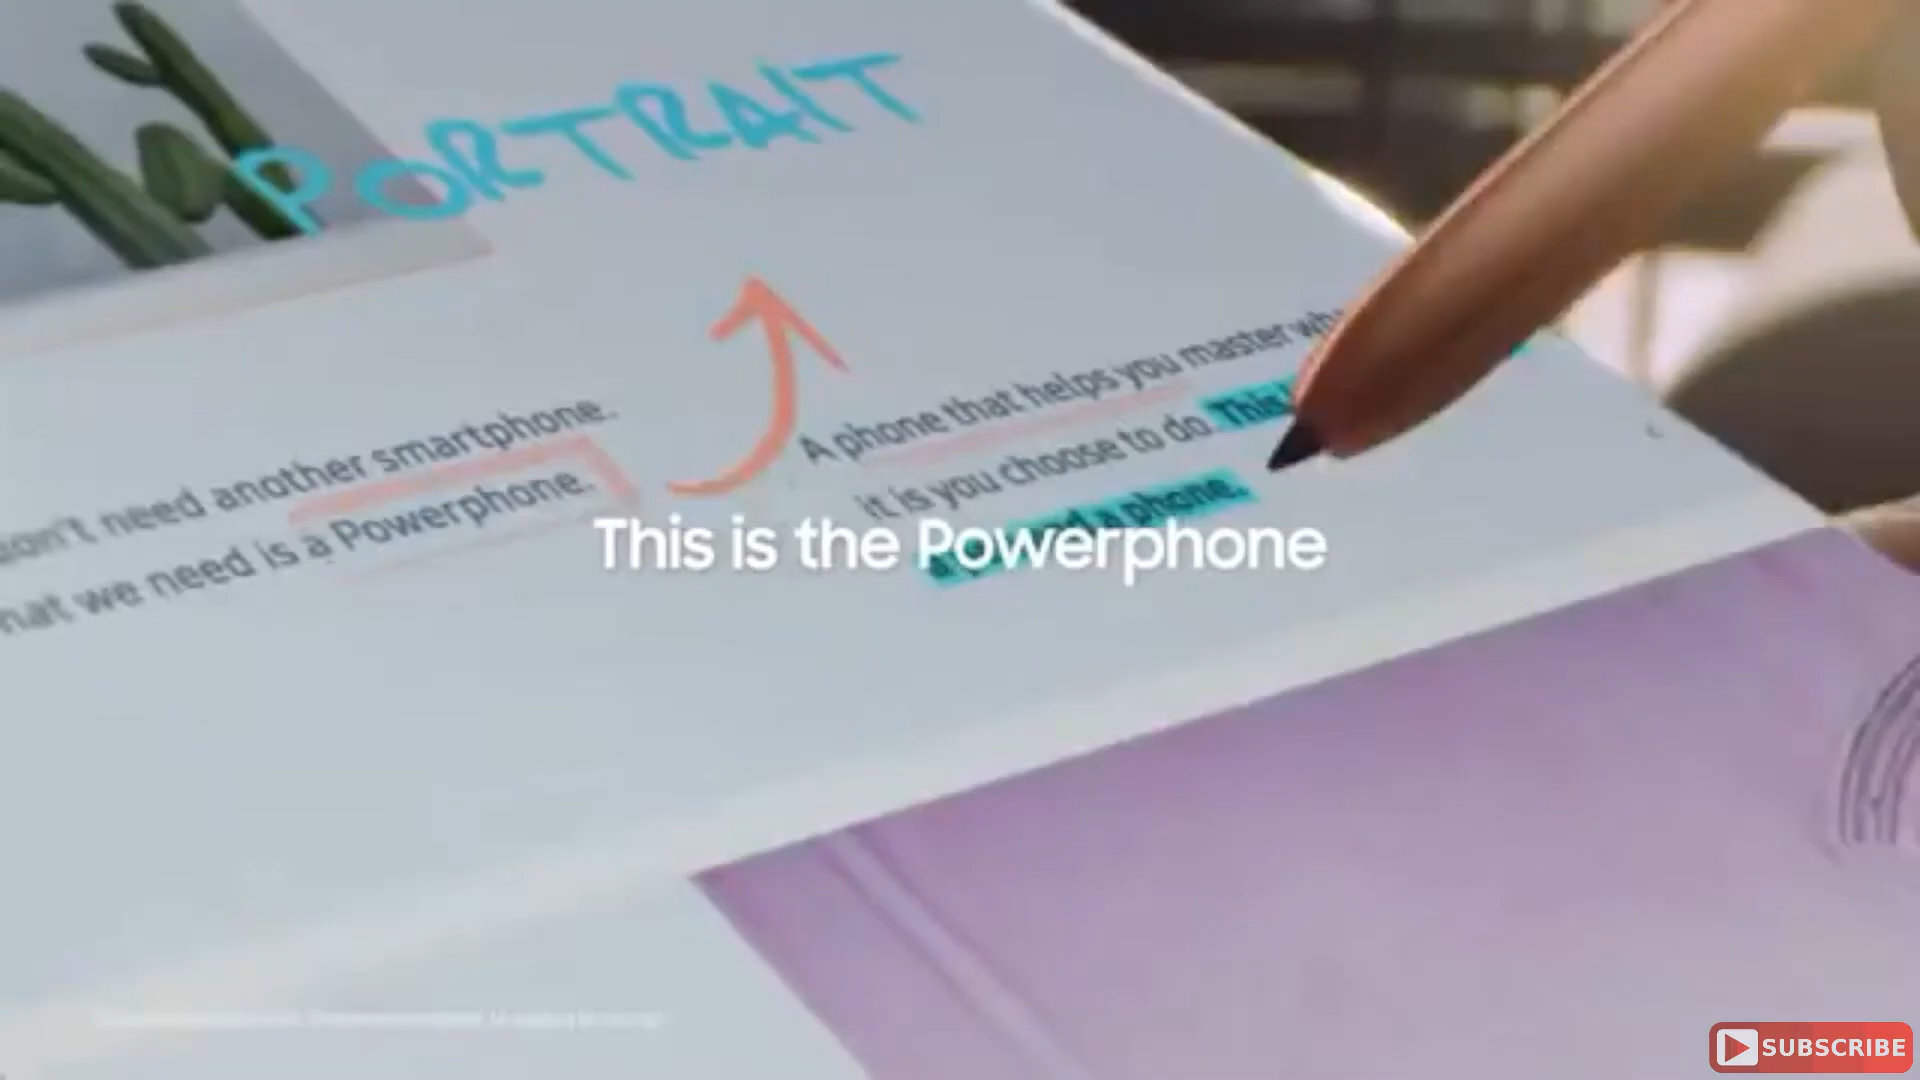 PORTRAIT
don't need another smartphone.
hat we need is a Powerphone.
A phone that helps you master
it is you choose to do. This
a phone.
This is the Powerphone
SUBSCRIBE